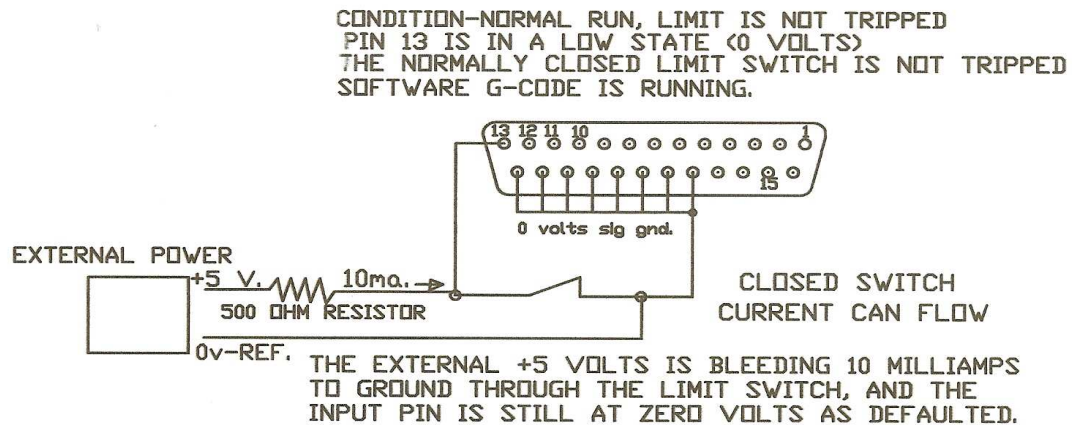 CONDITION-NORMAL RUN, LIMIT IS NOT TRIPPED
PIN 13 IS IN A LOW STATE (0 VOLTS)
THE NORMALLY CLOSED LIMIT SWITCH IS NOT TRIPPED
SOFTWARE G-CODE IS RUNNING.
13 12 11 10 1
15
0 volts sig gnd.
EXTERNAL POWER
+5 V. 10ma.
500 OHM RESISTOR
CLOSED SWITCH
CURRENT CAN FLOW
0v-REF.
THE EXTERNAL +5 VOLTS IS BLEEDING 10 MILLIAMPS
TO GROUND THROUGH THE LIMIT SWITCH, AND THE
INPUT PIN IS STILL AT ZERO VOLTS AS DEFAULTED.